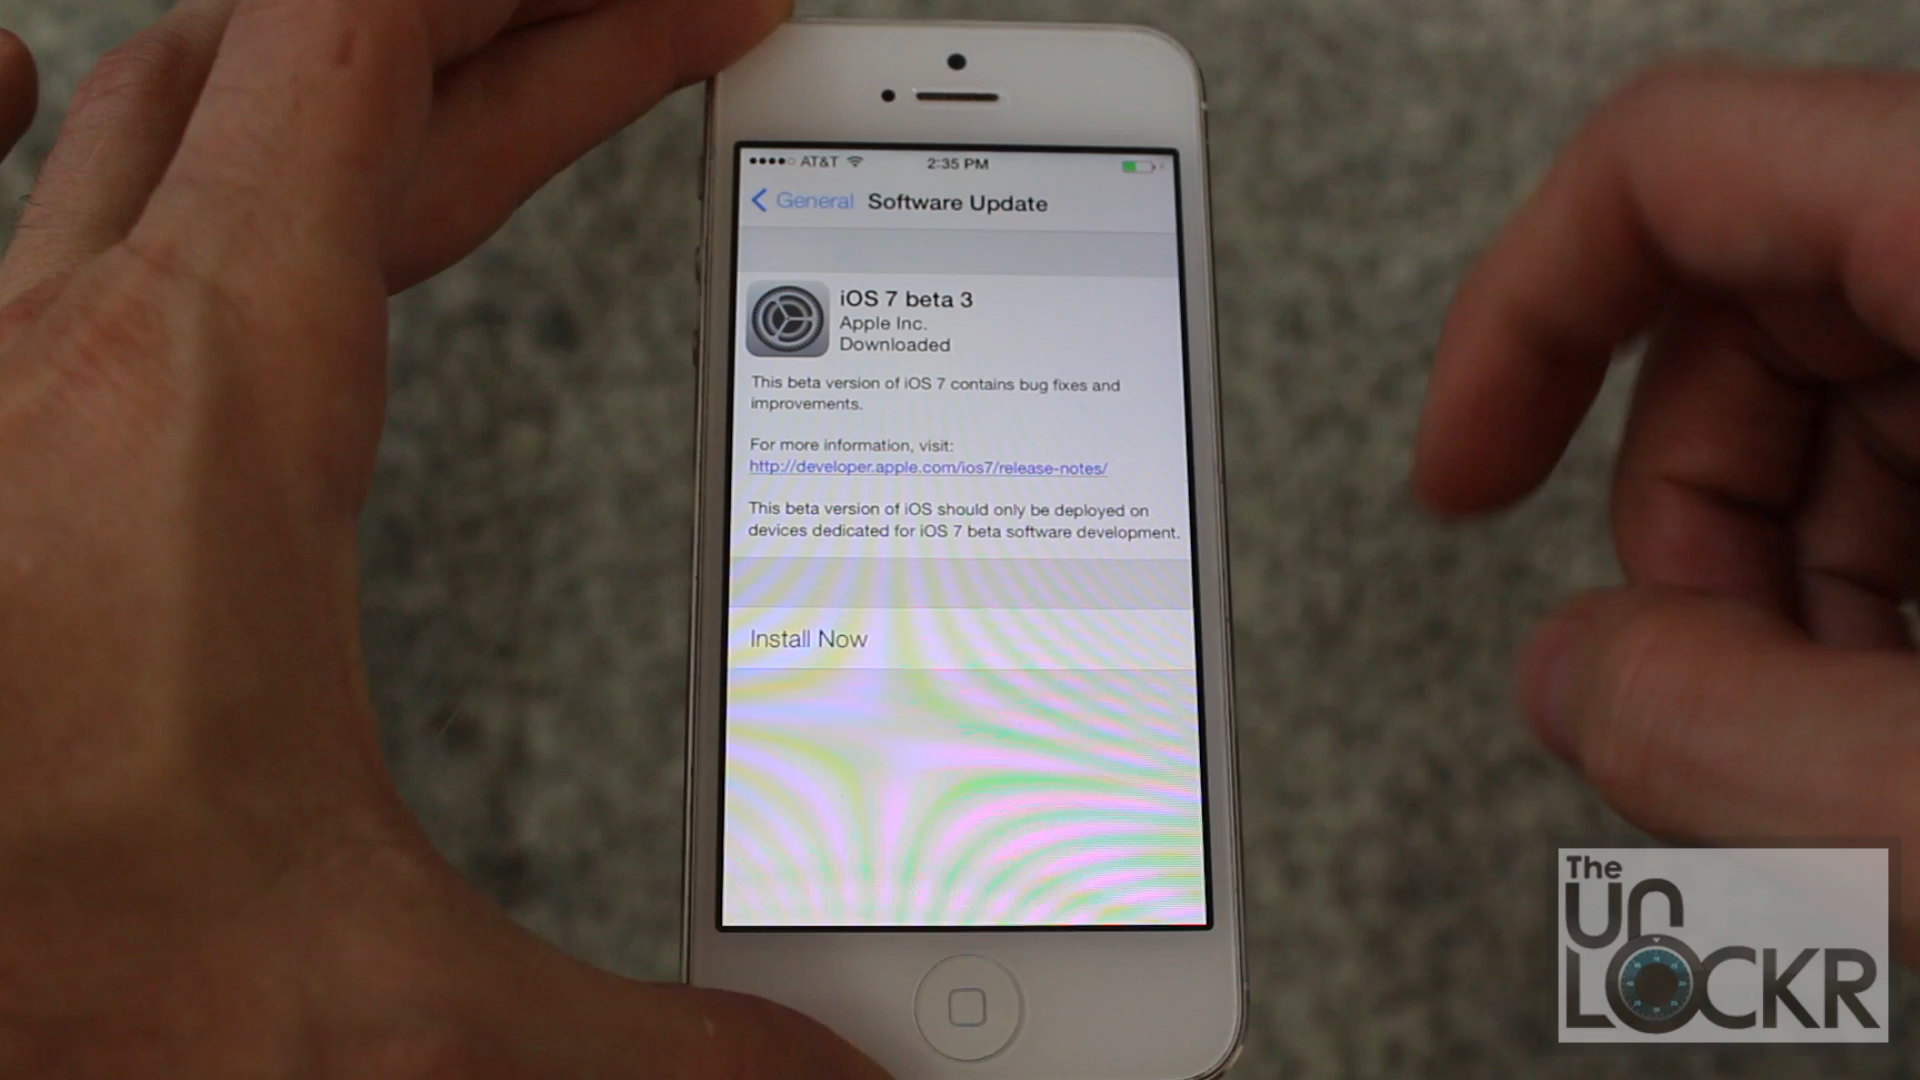 AT&T 2:35 PM
General Software Update
iOS 7 beta 3
Apple Inc.
Downloaded
This beta version of iOS 7 contains bug fixes and
improvements.
For more information, visit:
http://developer.apple.com/ios7/release-notes/
This beta version of iOS should only be deployed on
devices dedicated for iOS 7 beta software development.
Install Now
The
UN
LOCKR